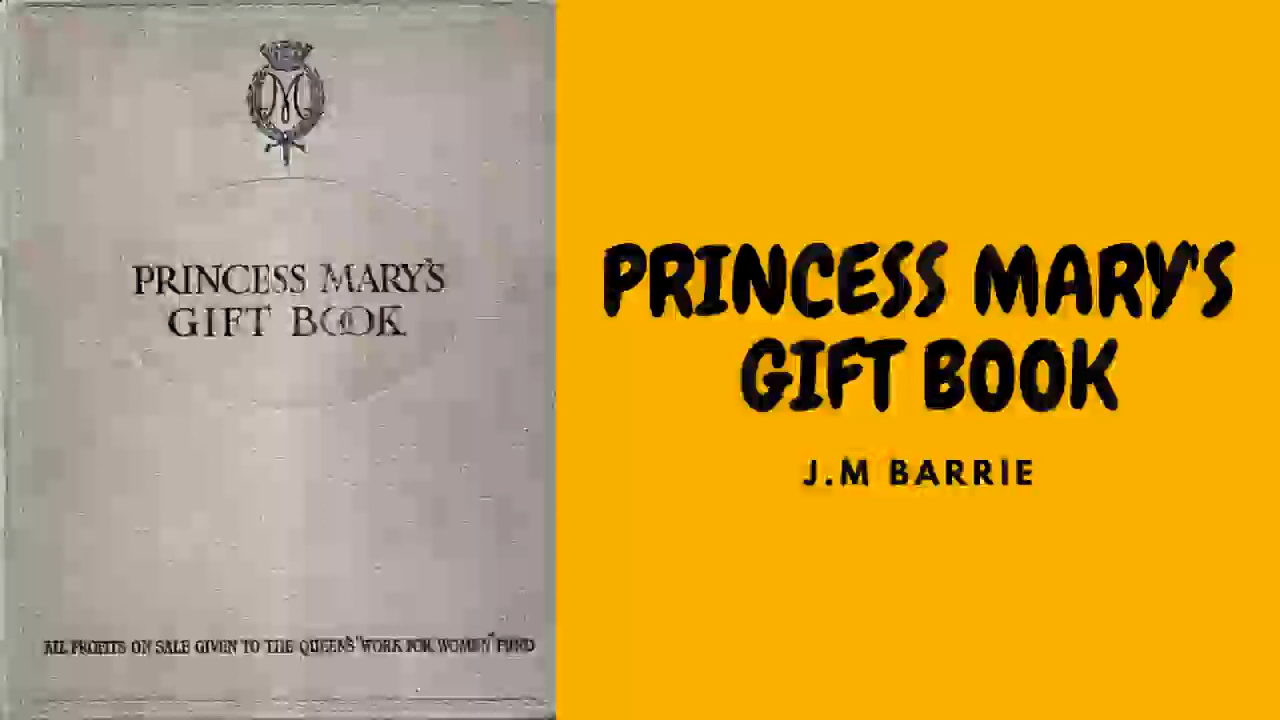 M
PRINCESS MARY'S
GIFT BOOK
ALL PROFITS ON SALE GIVEN TO THE QUEEN'S "WORK FOR WOMEN" FUND
PRINCESS MARY'S
GIFT BOOK
J.M BARRIE